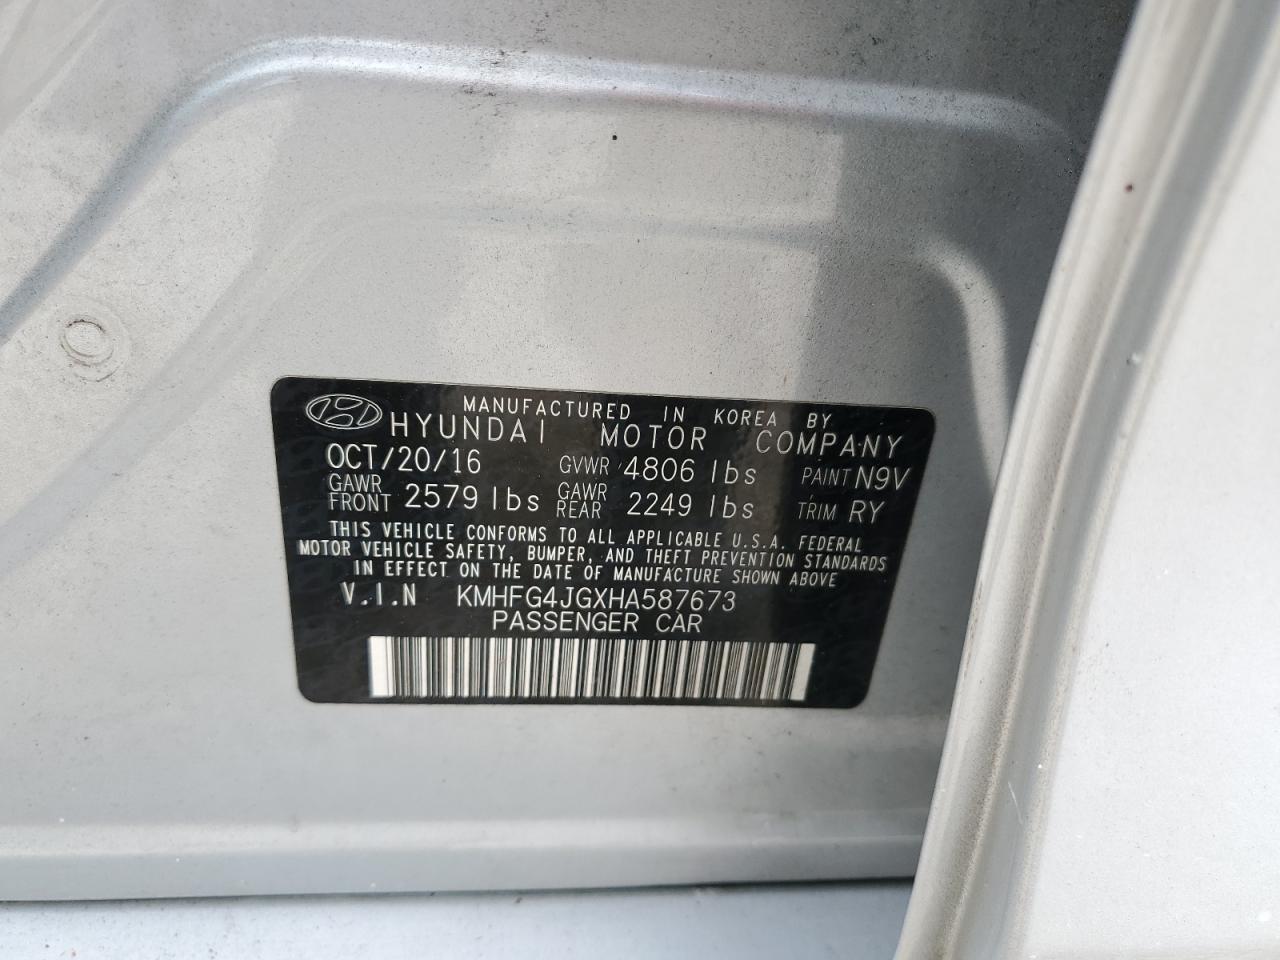 MANUFACTURED IN KOREA BY
HYUNDAI MOTOR COMPANY
OCT/20/16 GVWR 4806 lbs PAINT N9V
GAWR FRONT 2579 lbs GAWR REAR 2249 lbs TRIM RY
THIS VEHICLE CONFORMS TO ALL APPLICABLE U.S.A. FEDERAL
MOTOR VEHICLE SAFETY, BUMPER, AND THEFT PREVENTION STANDARDS
IN EFFECT ON THE DATE OF MANUFACTURE SHOWN ABOVE
V.I.N KMHFG4JGXHA587673
PASSENGER CAR